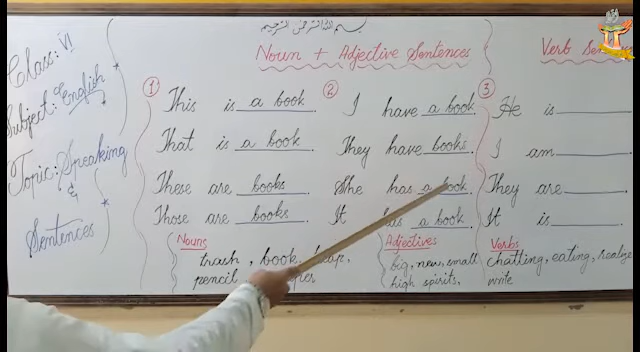 بسم الله الرحمن الرحيم
Class: VI
Subject: English
Topic: Speaking
&
Sentences
Noun + Adjective Sentences
Verb
1
This is a book
That is a book.
These are books.
Those are books.
2
I have a book
They have books.
She has a book
It has a book
3
He is
I am
They are
It is
Nouns
trash, book,
pencil
Adjectives
big, new, small
high spirits,
Verbs
chatting, eating, realize
write